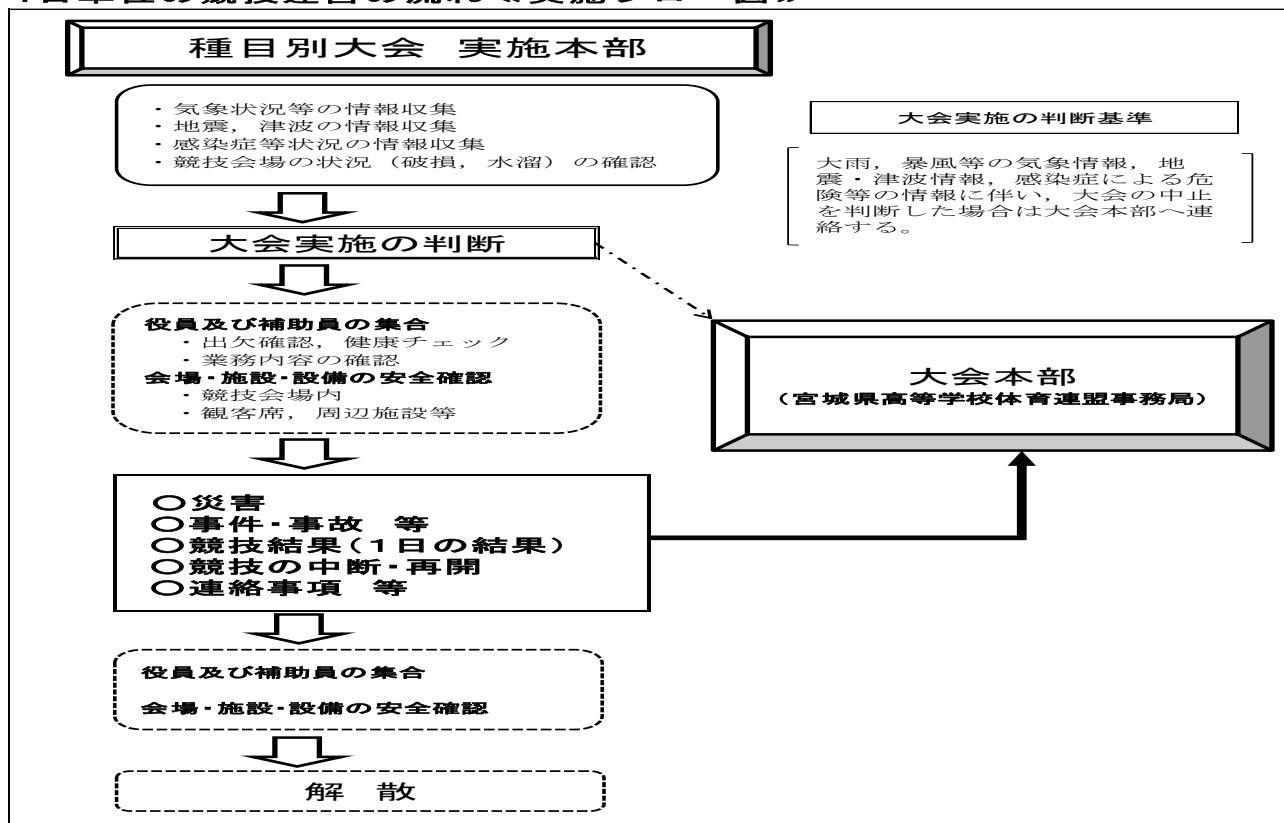 1日単位の競技運営の流れ《実施フロー図》
種目別大会 実施本部
・気象状況等の情報収集
・地震，津波の情報収集
・感染症等状況の情報収集
・競技会場の状況（破損，水溜）の確認
大会実施の判断基準
大雨，暴風等の気象情報，地
震・津波情報，感染症による危
険等の情報に伴い，大会の中止
を判断した場合は大会本部へ連
絡する。
大会実施の判断
役員及び補助員の集合
・出欠確認，健康チェック
・業務内容の確認
会場・施設・設備の安全確認
・競技会場内
・観客席，周辺施設等
大会本部
（宮城県高等学校体育連盟事務局）
〇災害
〇事件・事故 等
〇競技結果（1日の結果）
〇競技の中断・再開
〇連絡事項 等
役員及び補助員の集合
会場・施設・設備の安全確認
解 散